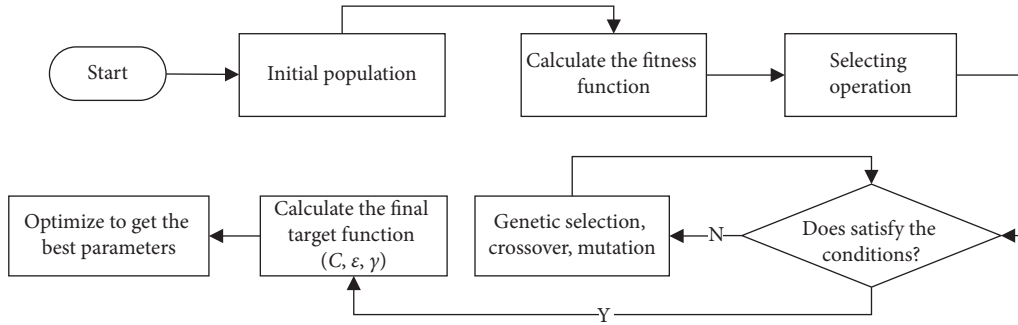 Start
Initial population
Calculate the fitness
function
Selecting
operation
Optimize to get the
best parameters
Calculate the final
target function
(C, ε, γ)
Genetic selection,
crossover, mutation
N
Does satisfy the
conditions?
Y